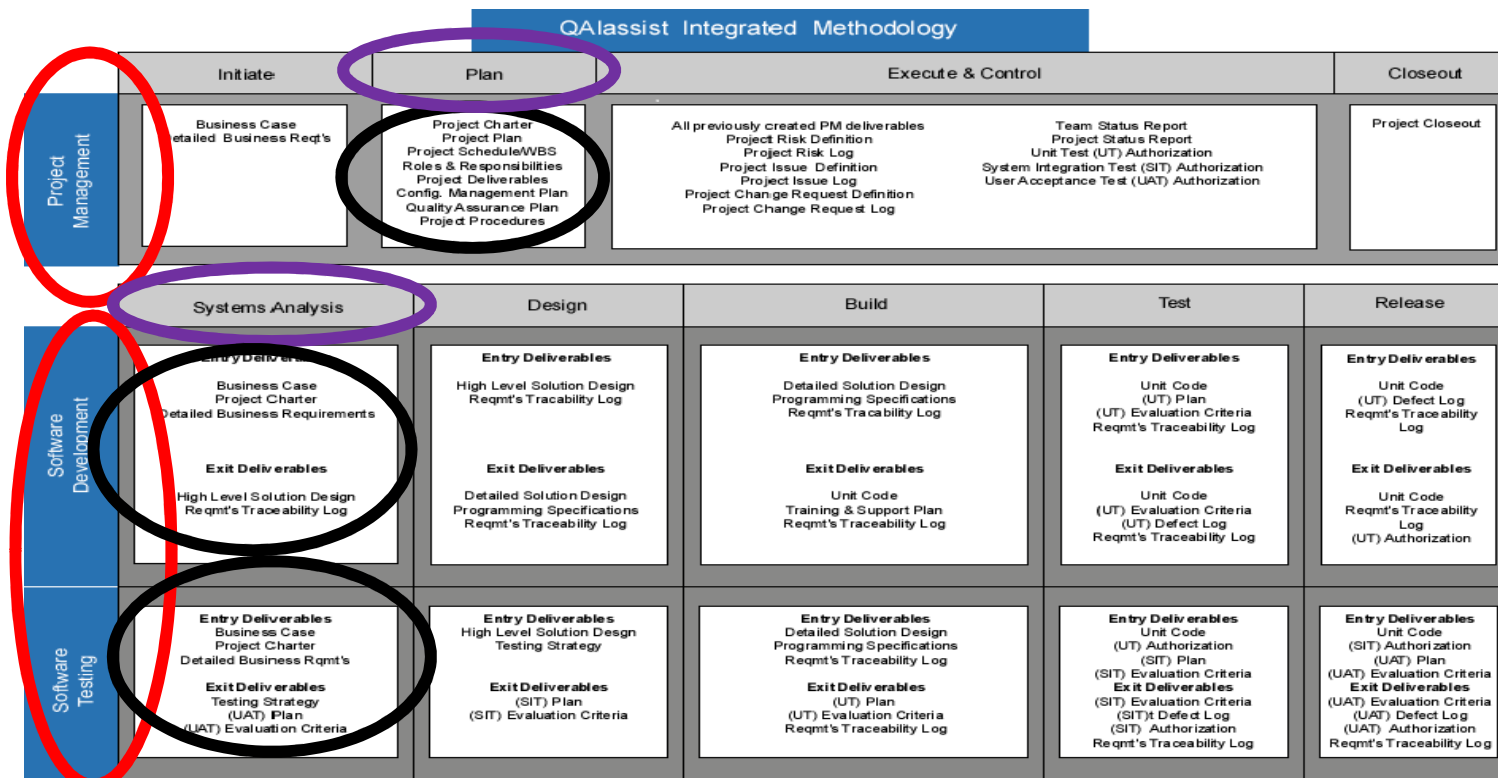 QAIassist Integrated Methodology
Initiate
Plan
Execute & Control
Closeout
Project
Management
Business Case
Detailed Business Reqt's
Project Charter
Project Plan
Project Schedule/WBS
Roles & Responsibilities
Project Deliverables
Config. Management Plan
Quality Assurance Plan
Project Procedures
All previously created PM deliverables
Project Risk Definition
Project Risk Log
Project Issue Definition
Project Issue Log
Project Change Request Definition
Project Change Request Log
Team Status Report
Project Status Report
Unit Test (UT) Authorization
System Integration Test (SIT) Authorization
User Acceptance Test (UAT) Authorization
Project Closeout
Systems Analysis
Design
Build
Test
Release
Software
Development
Entry Deliverables
Business Case
Project Charter
Detailed Business Requirements
Exit Deliverables
High Level Solution Design
Reqmt's Traceability Log
Entry Deliverables
High Level Solution Design
Reqmt's Tracability Log
Exit Deliverables
Detailed Solution Design
Programming Specifications
Reqmt's Traceability Log
Entry Deliverables
Detailed Solution Design
Programming Specifications
Reqmt's Tracability Log
Exit Deliverables
Unit Code
Training & Support Plan
Reqmt's Traceability Log
Entry Deliverables
Unit Code
(UT) Plan
(UT) Evaluation Criteria
Reqmt's Traceability Log
Exit Deliverables
Unit Code
(UT) Evaluation Criteria
(UT) Defect Log
Reqmt's Traceability Log
Entry Deliverables
Unit Code
(UT) Defect Log
Reqmt's Traceability
Log
Exit Deliverables
Unit Code
Reqmt's Traceability
Log
(UT) Authorization
Software
Testing
Entry Deliverables
Business Case
Project Charter
Detailed Business Rqmt's
Exit Deliverables
Testing Strategy
(UAT) Plan
(UAT) Evaluation Criteria
Entry Deliverables
High Level Solution Desgn
Testing Strategy
Exit Deliverables
(SIT) Plan
(SIT) Evaluation Criteria
Entry Deliverables
Detailed Solution Design
Programming Specifications
Reqmt's Traceability Log
Exit Deliverables
(UT) Plan
(UT) Evaluation Criteria
Reqmt's Traceability Log
Entry Deliverables
Unit Code
(UT) Authorization
(SIT) Plan
(SIT) Evaluation Criteria
Exit Deliverables
(SIT) Evaluation Criteria
(SIT)t Defect Log
(SIT) Authorization
Reqmt's Traceability Log
Entry Deliverables
Unit Code
(SIT) Authorization
(UAT) Plan
(UAT) Evaluation Criteria
Exit Deliverables
(UAT) Evaluation Criteria
(UAT) Defect Log
(UAT) Authorization
Reqmt's Traceability Log